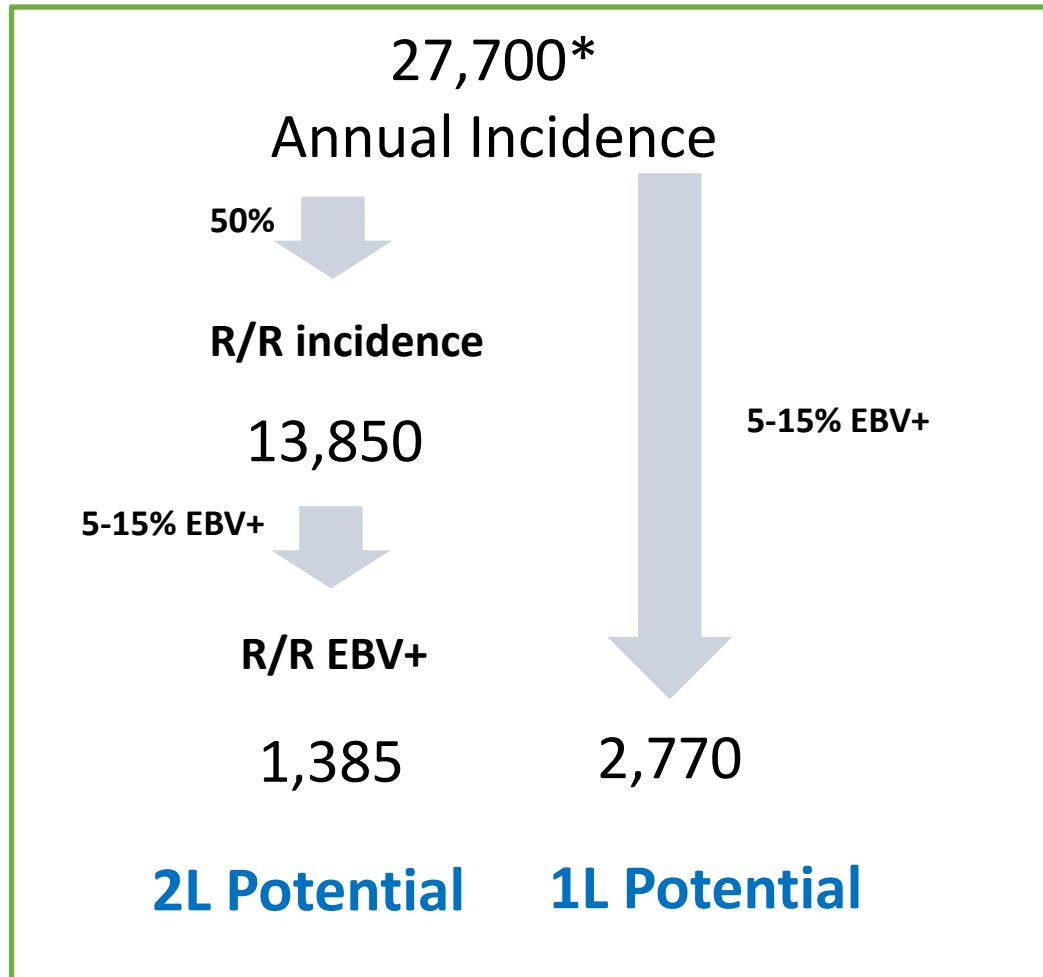 27,700*
Annual Incidence
50%
R/R incidence
13,850
5-15% EBV+
5-15% EBV+
R/R EBV+
1,385
2,770
2L Potential
1L Potential